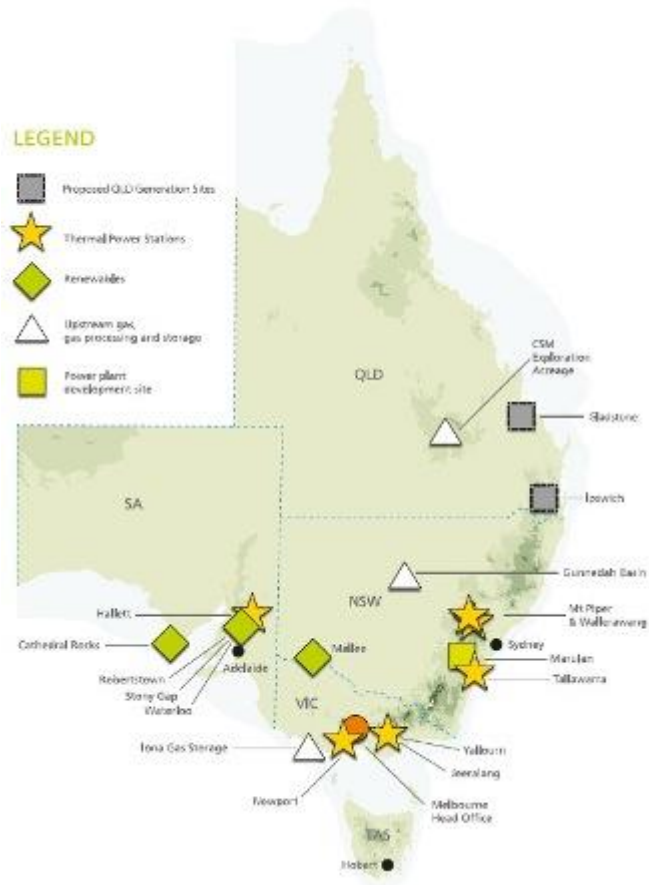 LEGEND
Proposed QLD Generation Sites
Thermal Power Stations
Renewables
Upstream gas,
gas processing and storage
Power plant
development site
QLD
CSM
Exploration
Acreage
Gladstone
Ipswich
SA
Gunnedah Basin
NSW
Hallett
Mt Piper
& Wallerawang
Cathedral Rocks
Sydney
Mallee
Marulan
Robertstown
Adelaide
Tallawarra
Stony Gap
Waterloo
VIC
Iona Gas Storage
Yallourn
Jeeralang
Newport
Melbourne
Head Office
TAS
Hobart